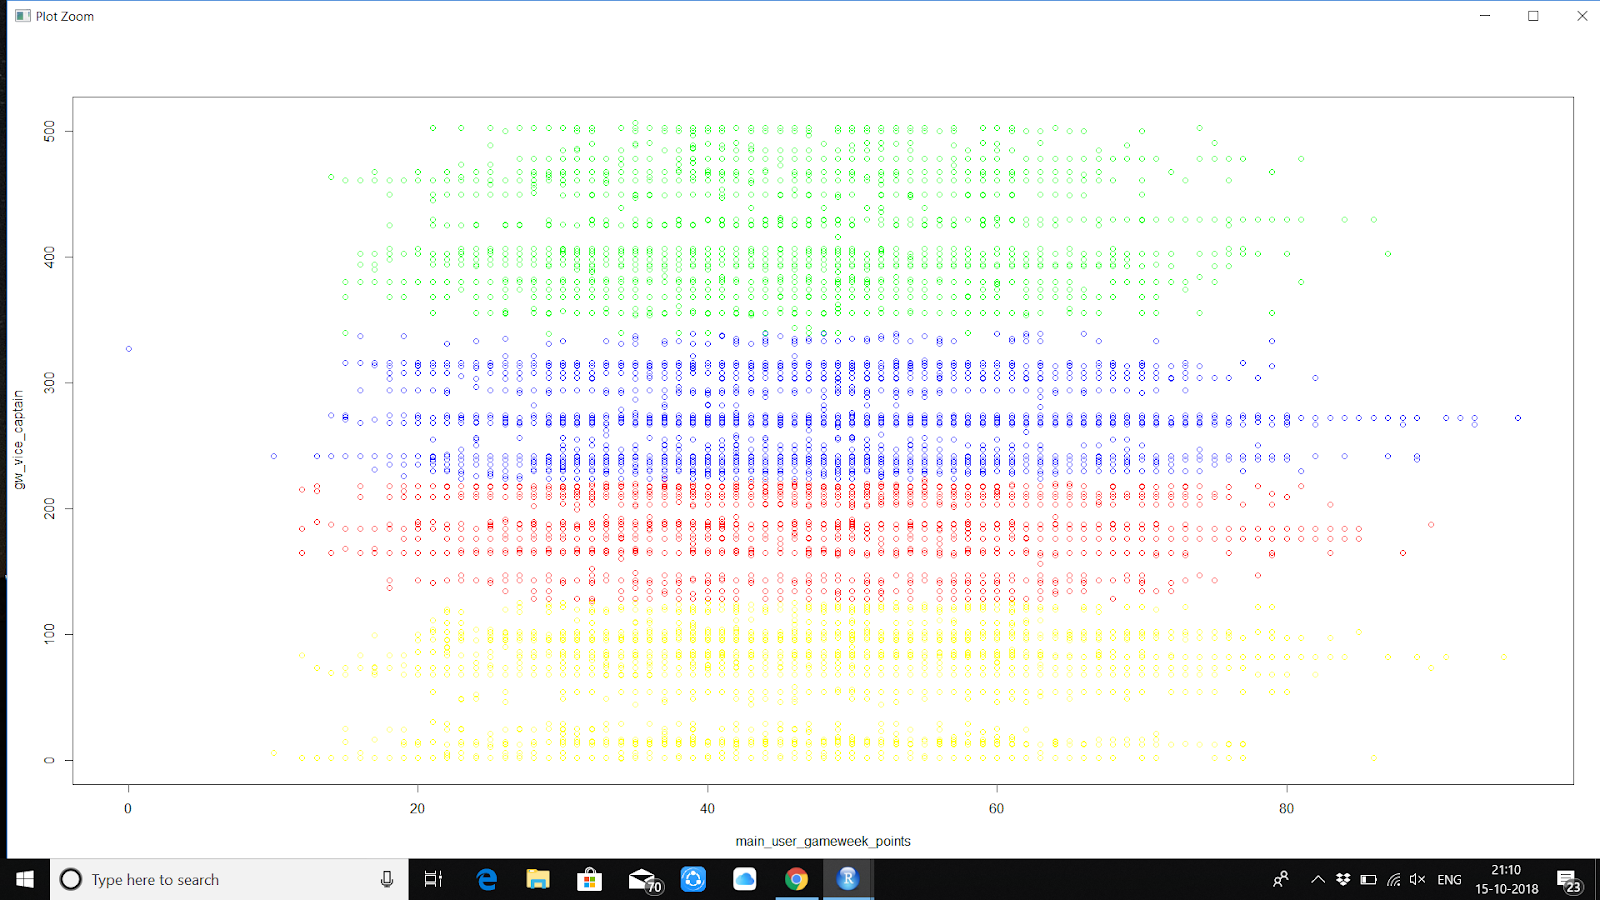 Plot Zoom
500
400
300
200
100
0
gw_vice_captain
0 20 40 60 80
main_user_gameweek_points
Type here to search
70
R
ENG
21:10
15-10-2018
23